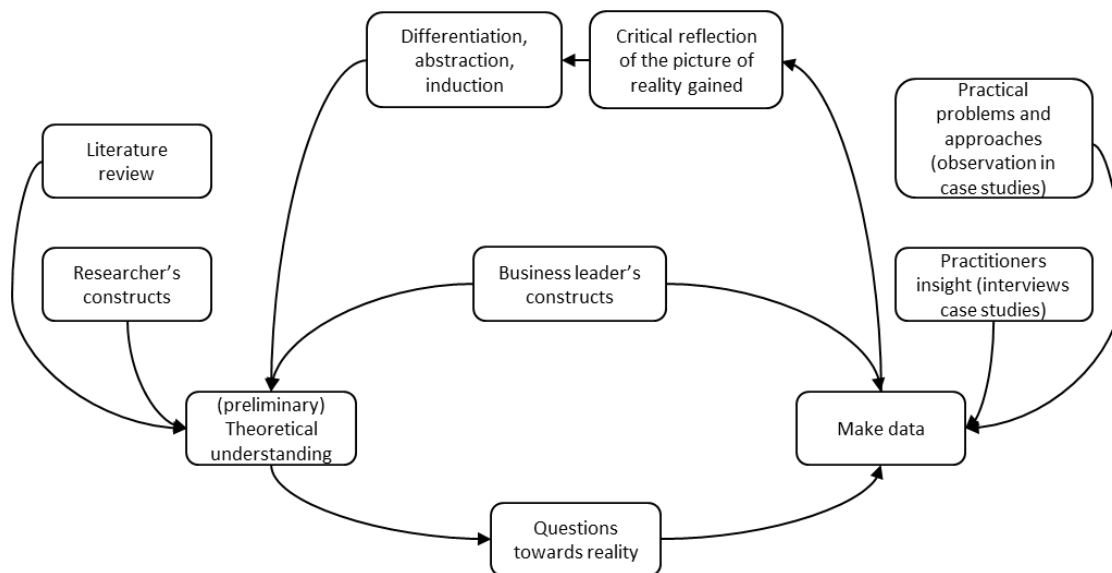 Differentiation,
abstraction,
induction
Critical reflection
of the picture of
reality gained
Practical
problems and
approaches
(observation in
case studies)
Literature
review
Researcher’s
constructs
Business leader’s
constructs
Practitioners
insight (interviews
case studies)
(preliminary)
Theoretical
understanding
Make data
Questions
towards reality